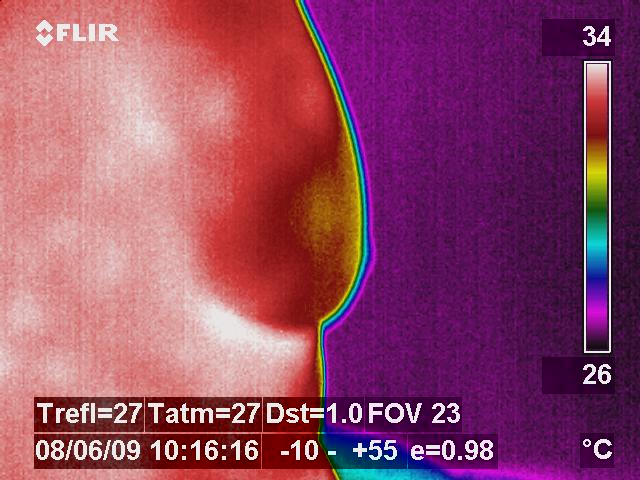 FLIR
34
26
Trefl=27 Tatm=27 Dst=1.0 FOV 23
08/06/09 10:16:16 -10 - +55 e=0.98 °C